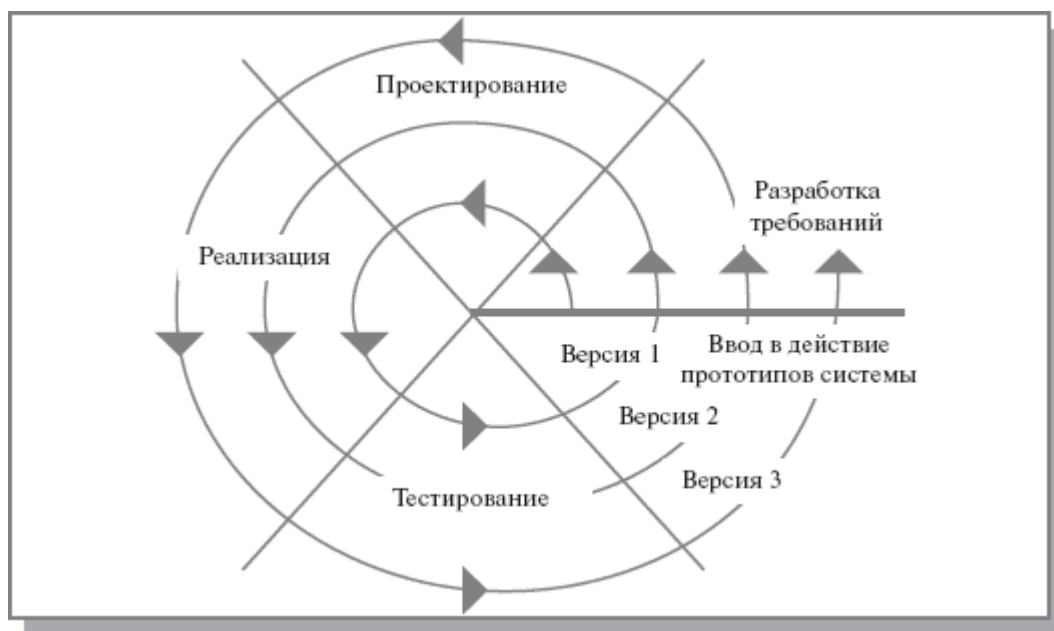 Проектирование
Разработка
требований
Реализация
Версия 1
Ввод в действие
прототипов системы
Версия 2
Версия 3
Тестирование